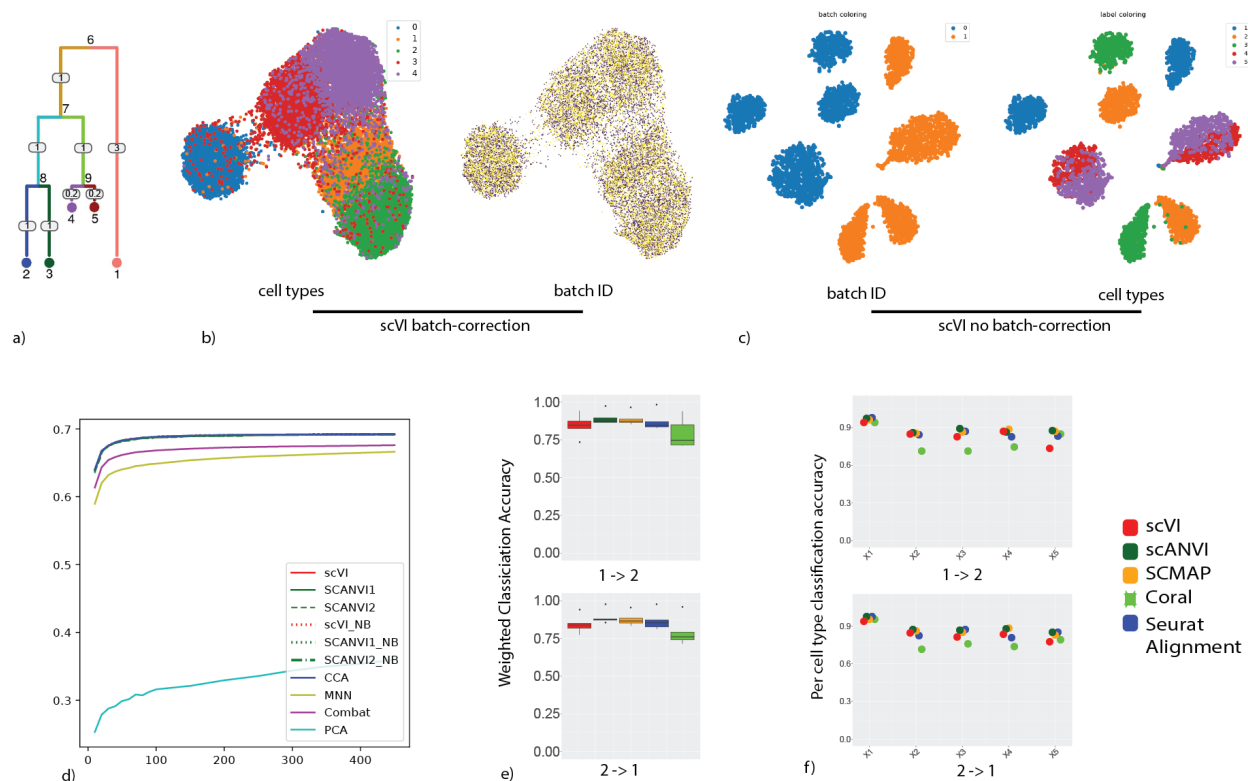 6
1
7
1
1
3
8
9
0.2
0.2
4
5
1
1
2
3
1
a)
0
1
2
3
4
cell types
batch ID
scVI batch-correction
b)
batch coloring
0
1
label coloring
1
2
3
4
5
batch ID
cell types
scVI no batch-correction
c)
0.7
0.6
0.5
0.4
0.3
0
100
200
300
400
scVI
SCANVI1
SCANVI2
scVI_NB
SCANVI1_NB
SCANVI2_NB
CCA
MNN
Combat
PCA
d)
Weighted Classiciation Accuracy
1.00
0.75
0.50
0.25
0.00
1 -> 2
1.00
0.75
0.50
0.25
0.00
2 -> 1
e)
Per cell type classification accuracy
0.9
0.6
0.3
0.0
X1
X2
X3
X4
X5
1 -> 2
0.9
0.6
0.3
0.0
X1
X2
X3
X4
X5
2 -> 1
f)
scVI
scANVI
SCMAP
Coral
Seurat
Alignment